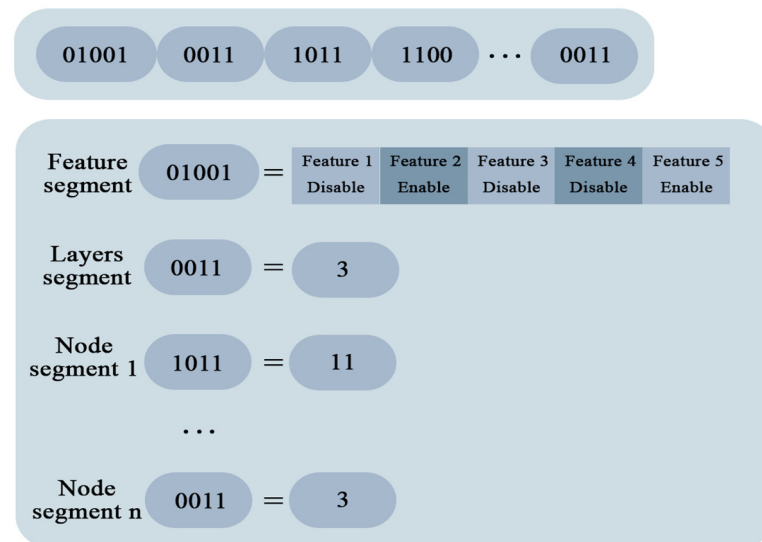 01001 0011 1011 1100 ... 0011
Feature segment 01001 = Feature 1 Disable Feature 2 Enable Feature 3 Disable Feature 4 Disable Feature 5 Enable
Layers segment 0011 = 3
Node segment 1 1011 = 11
...
Node segment n 0011 = 3